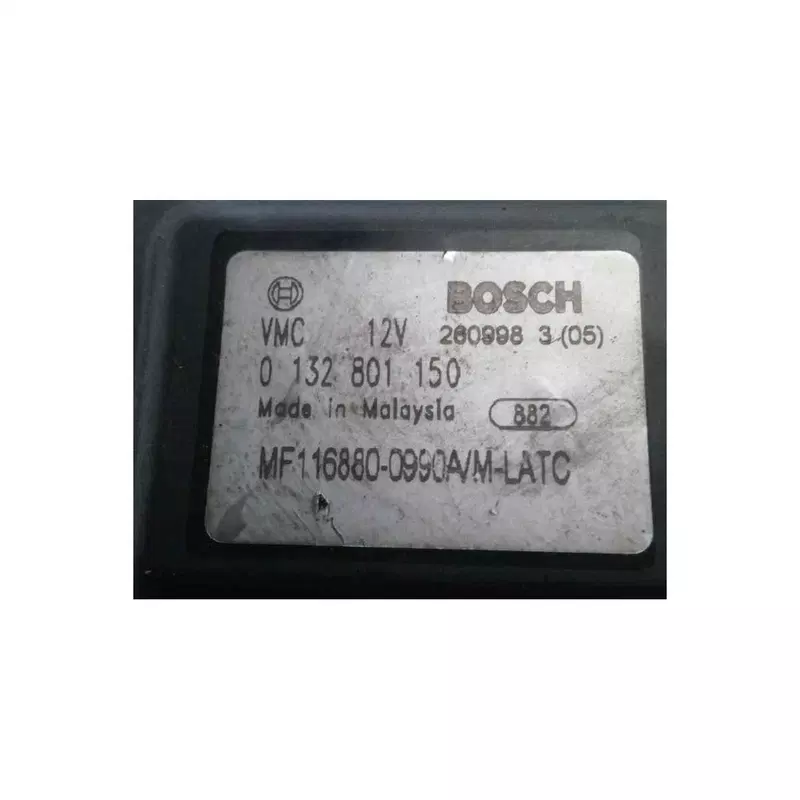 BOSCH
VMC 12V 260998 3 (05)
0 132 801 150
Made in Malaysia 882
MF116880-0990A/M-LATC